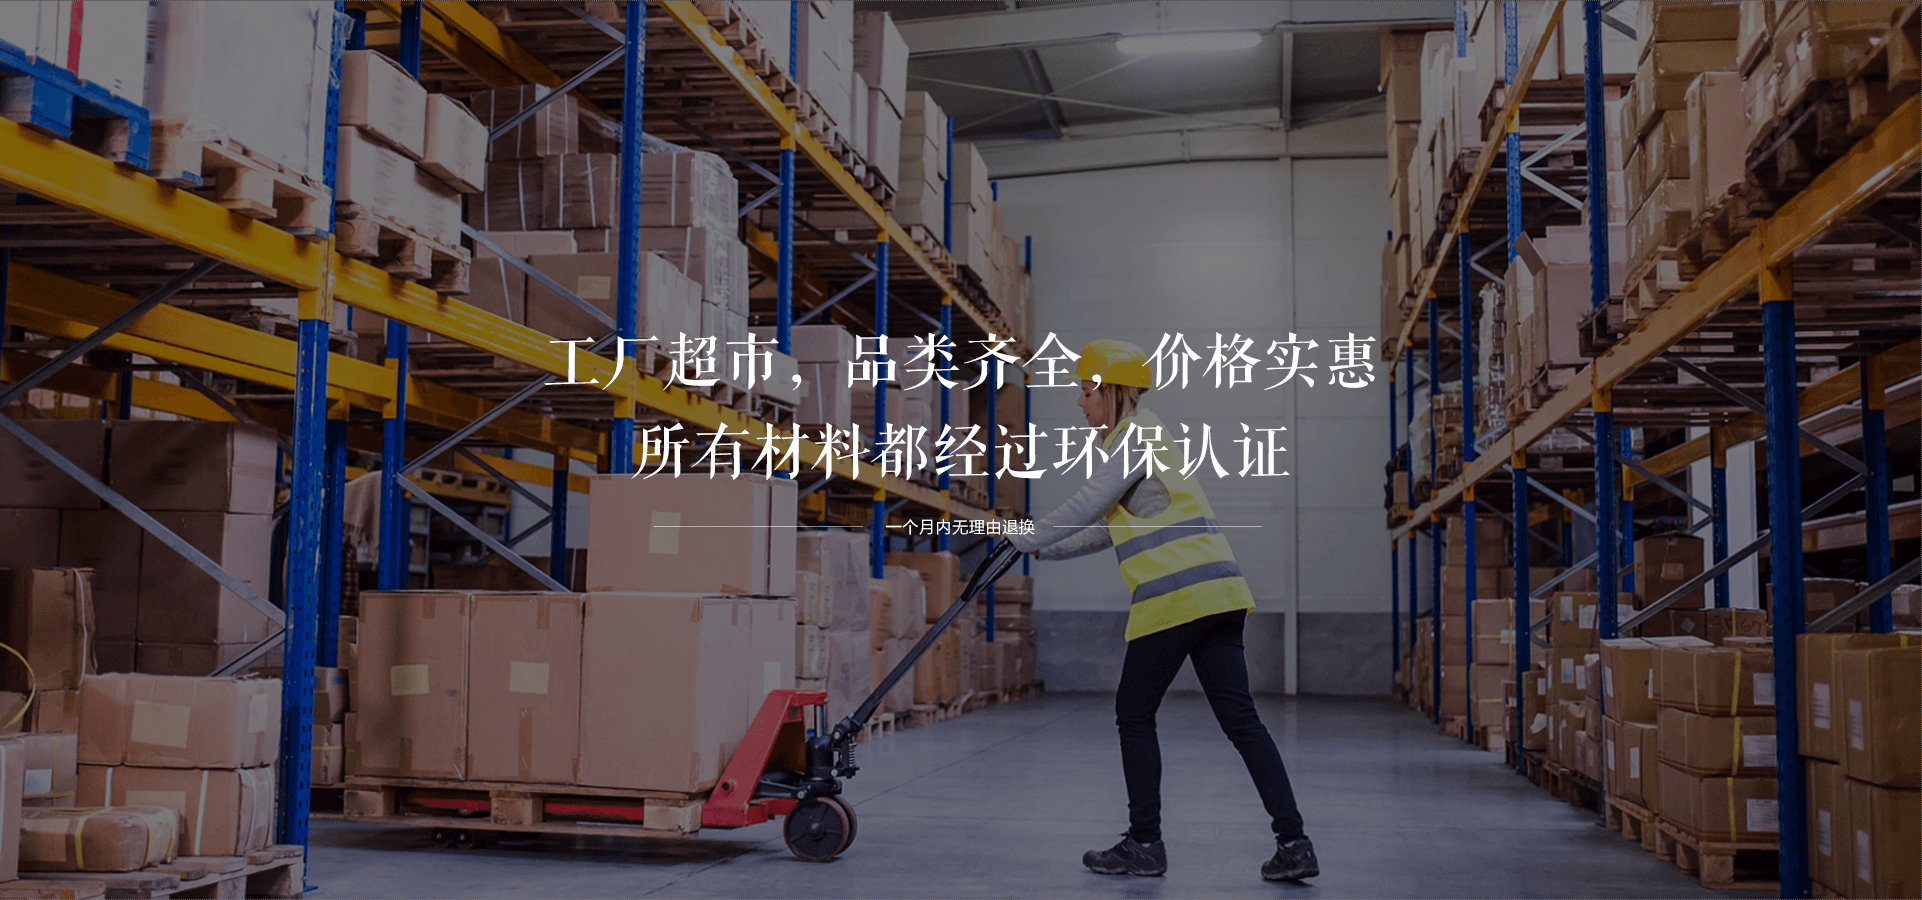 工厂超市，品类齐全，价格实惠
所有材料都经过环保认证
一个月内无理由退换